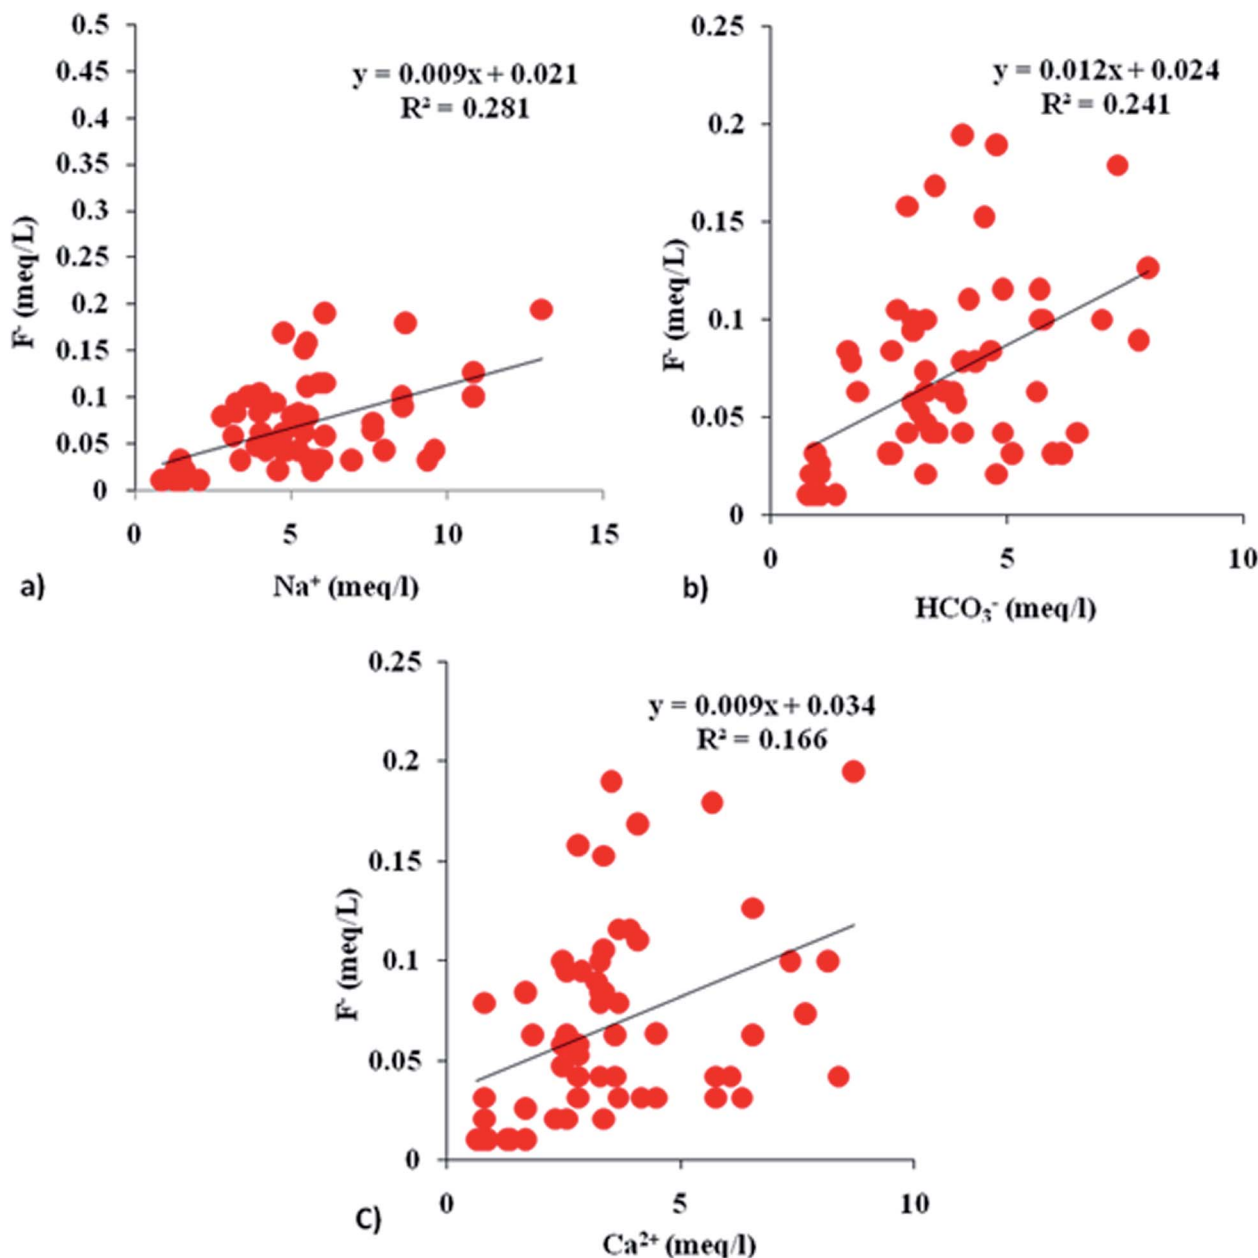 0.5
0.45
0.4
0.35
0.3
0.25
0.2
0.15
0.1
0.05
0
F⁻ (meq/L)
y = 0.009x + 0.021
R² = 0.281
0 5 10 15
Na⁺ (meq/l)
a)
0.25
0.2
0.15
0.1
0.05
0
F⁻ (meq/L)
y = 0.012x + 0.024
R² = 0.241
0 5 10
HCO₃⁻ (meq/l)
b)
0.25
0.2
0.15
0.1
0.05
0
F⁻ (meq/L)
y = 0.009x + 0.034
R² = 0.166
0 5 10
Ca²⁺ (meq/l)
c)